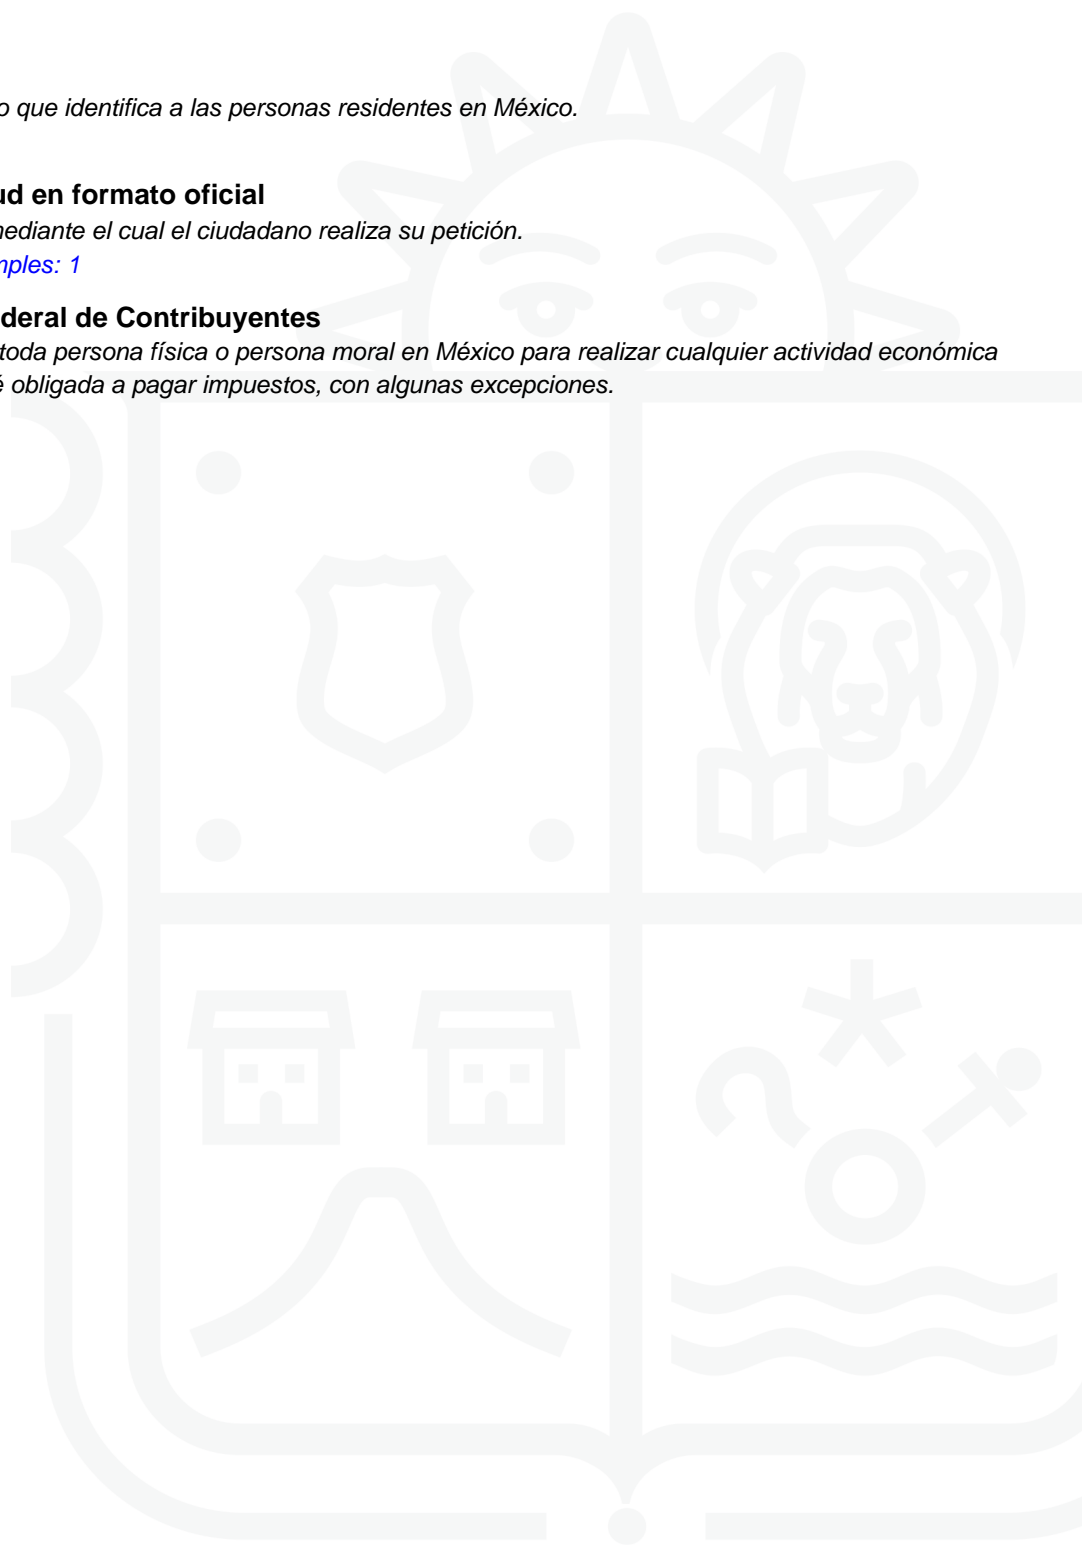 o que identifica a las personas residentes en México.
ud en formato oficial
mediante el cual el ciudadano realiza su petición.
mples: 1
deral de Contribuyentes
toda persona física o persona moral en México para realizar cualquier actividad económica
é obligada a pagar impuestos, con algunas excepciones.